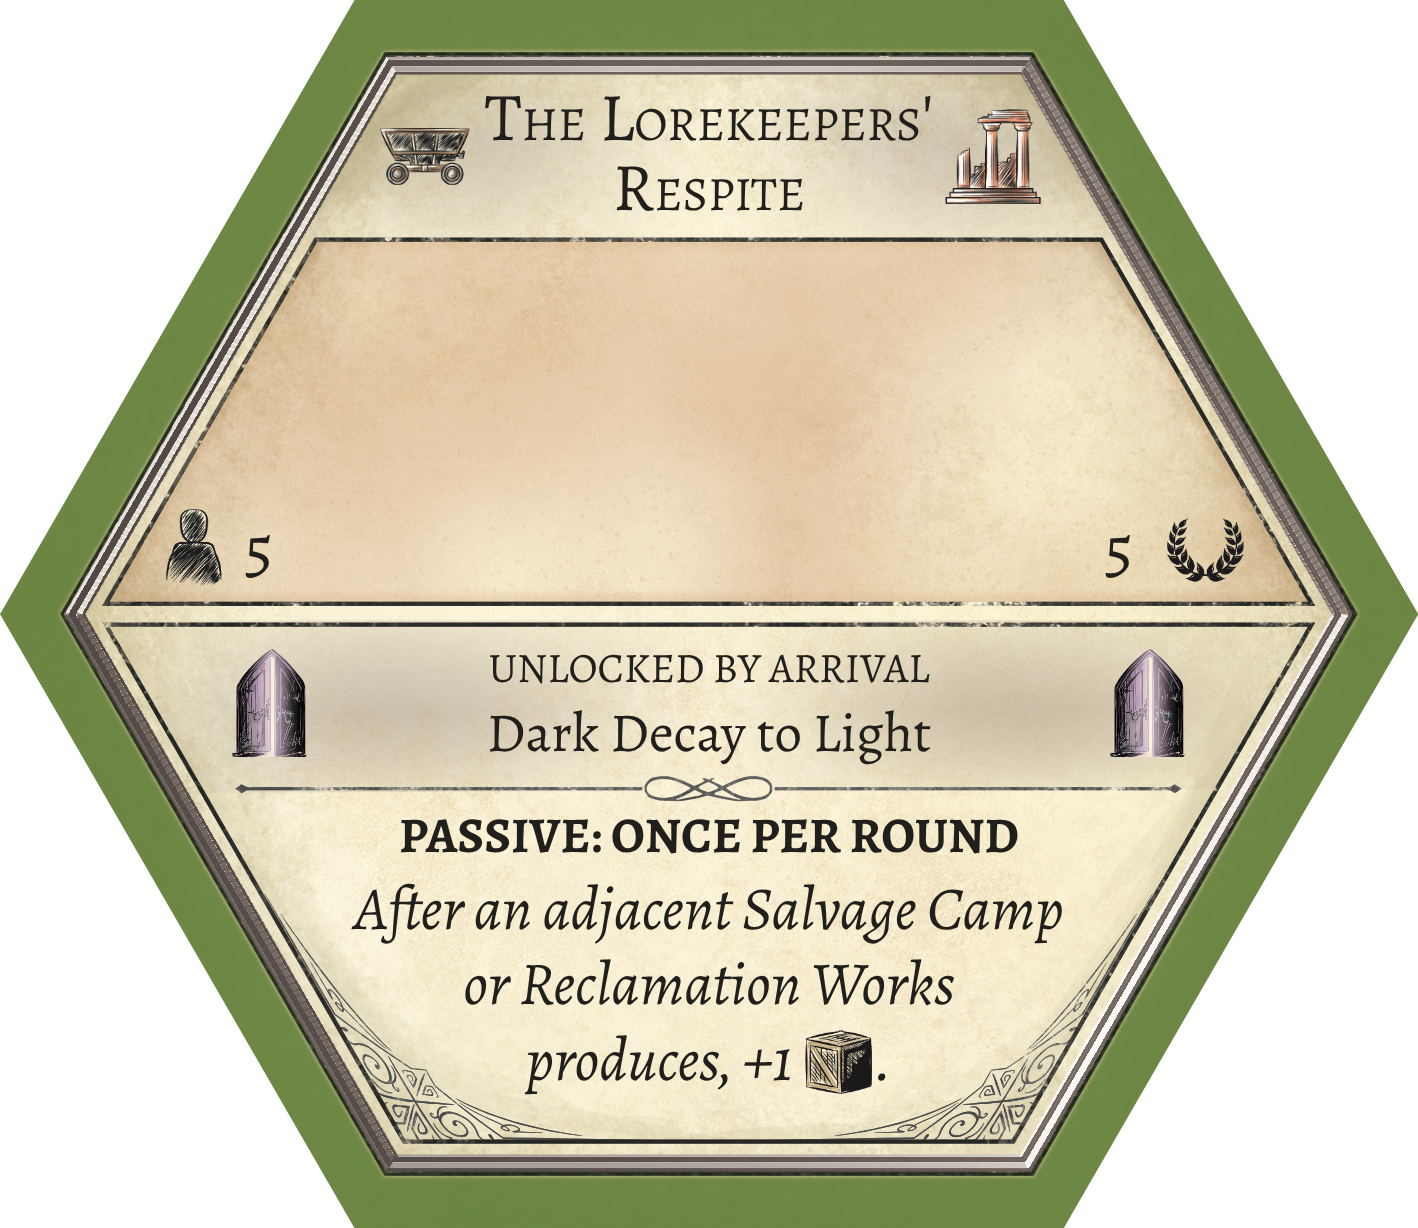 The Lorekeepers'
Respite
5
5
UNLOCKED BY ARRIVAL
Dark Decay to Light
PASSIVE: ONCE PER ROUND
After an adjacent Salvage Camp
or Reclamation Works
produces, +1 .